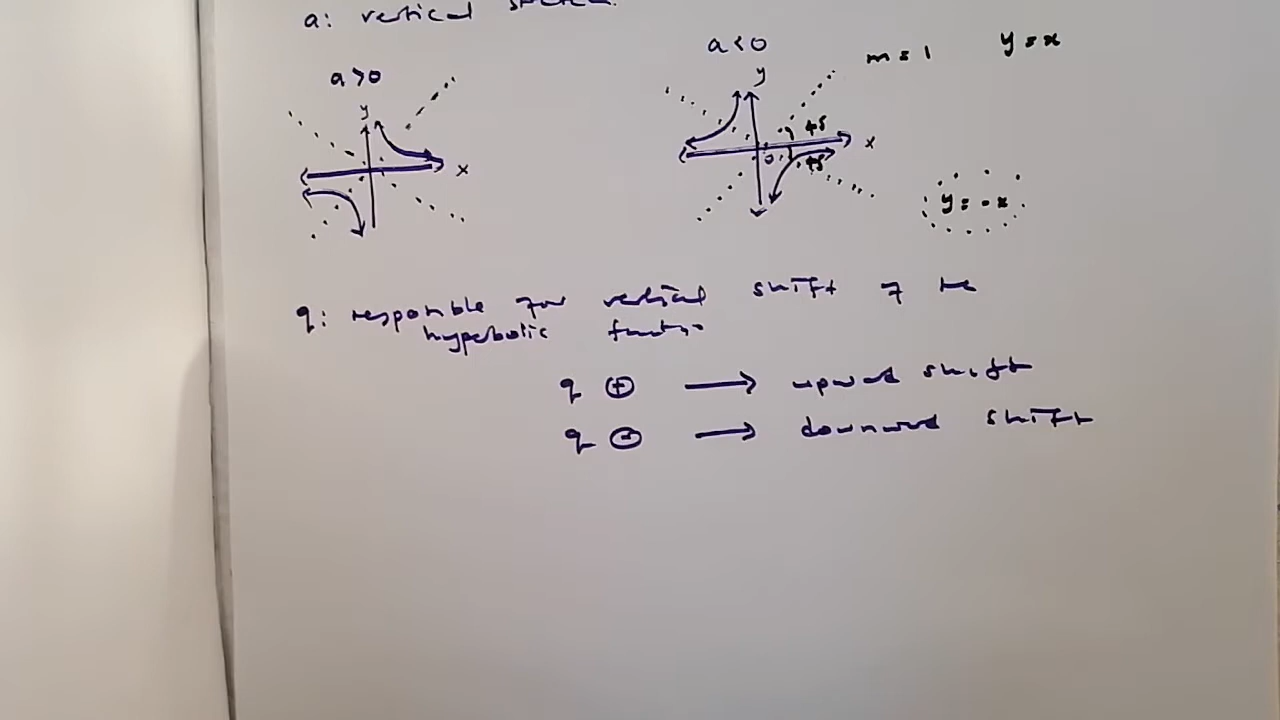 a: vertical stretch.
a < 0
m = 1 y = x
a > 0
y
y
45
x
x
0
45
y = - x
q: responsible for vertical shift of the
hyperbolic function
q ⊕ → upward shift
q ⊖ → downward shift